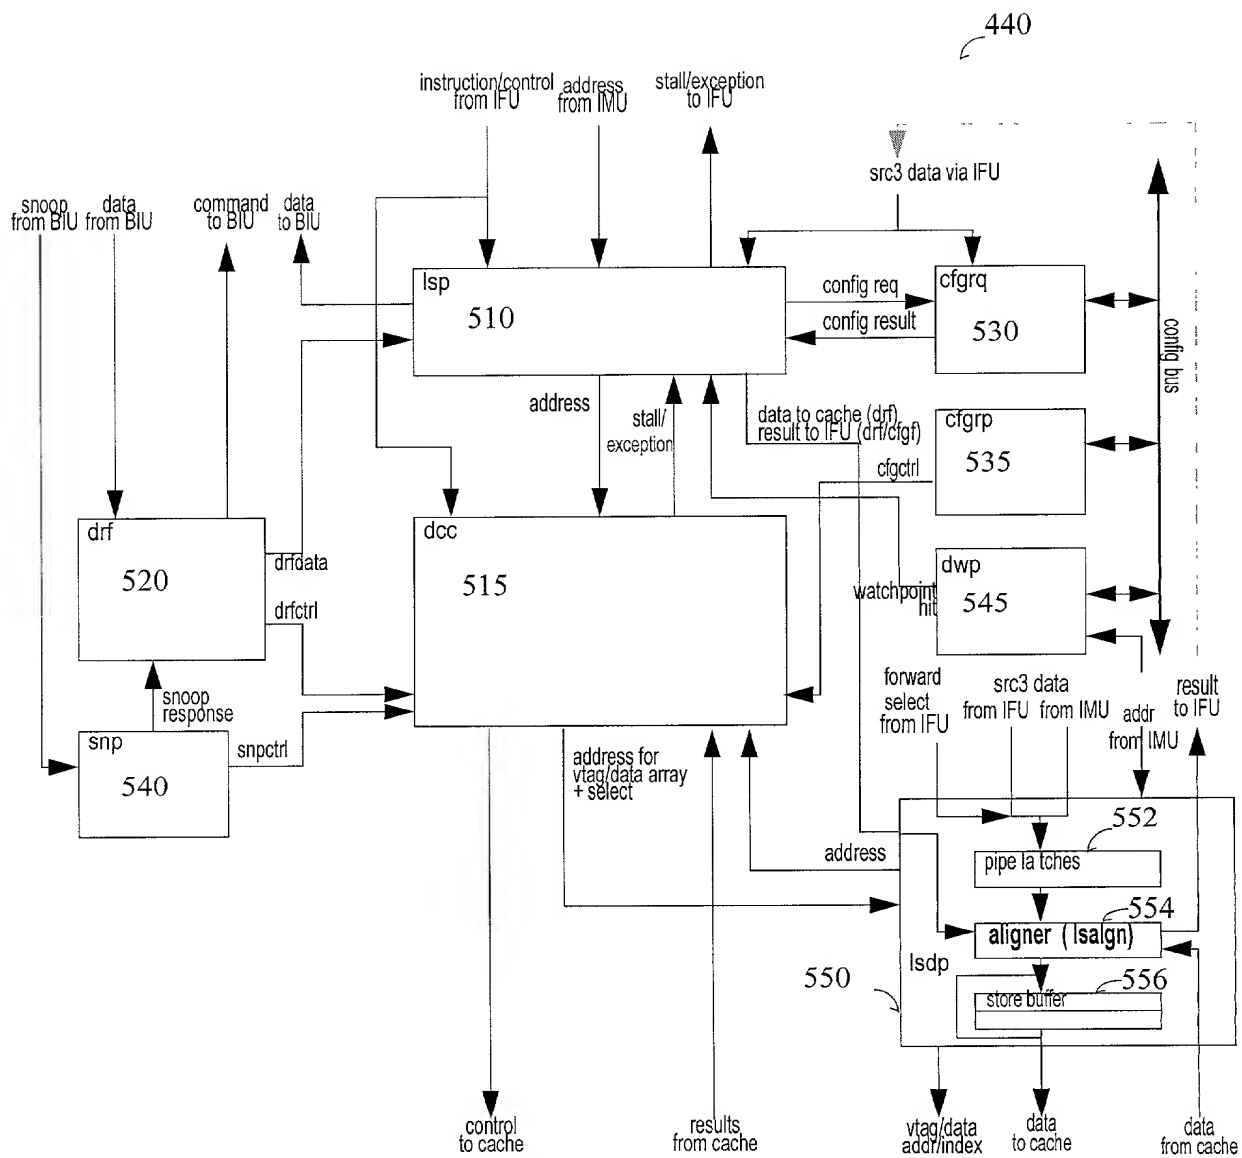 440
instruction/control
from IFU
address
from IMU
stall/exception
to IFU
src3 data via IFU
snoop
from BIU
data
from BIU
command
to BIU
data
to BIU
lsp
510
config req
config result
cfgrq
530
config bus
address
stall/
exception
data to cache (drf)
result to IFU (drf/cfgf)
cfgctrl
cfgrp
535
drf
520
drfdata
drfctrl
dcc
515
dwp
545
watchpoint
hit
snoop
response
snp
540
snpctrl
forward
select
from IFU
src3 data
from IFU
from IMU
addr
from IMU
result
to IFU
address for
vtag/data array
+ select
address
552
pipe la tches
554
aligner ( lsalgn)
lsdp
550
556
store buffer
control
to cache
results
from cache
vtag/data
addr/index
data
to cache
data
from cache